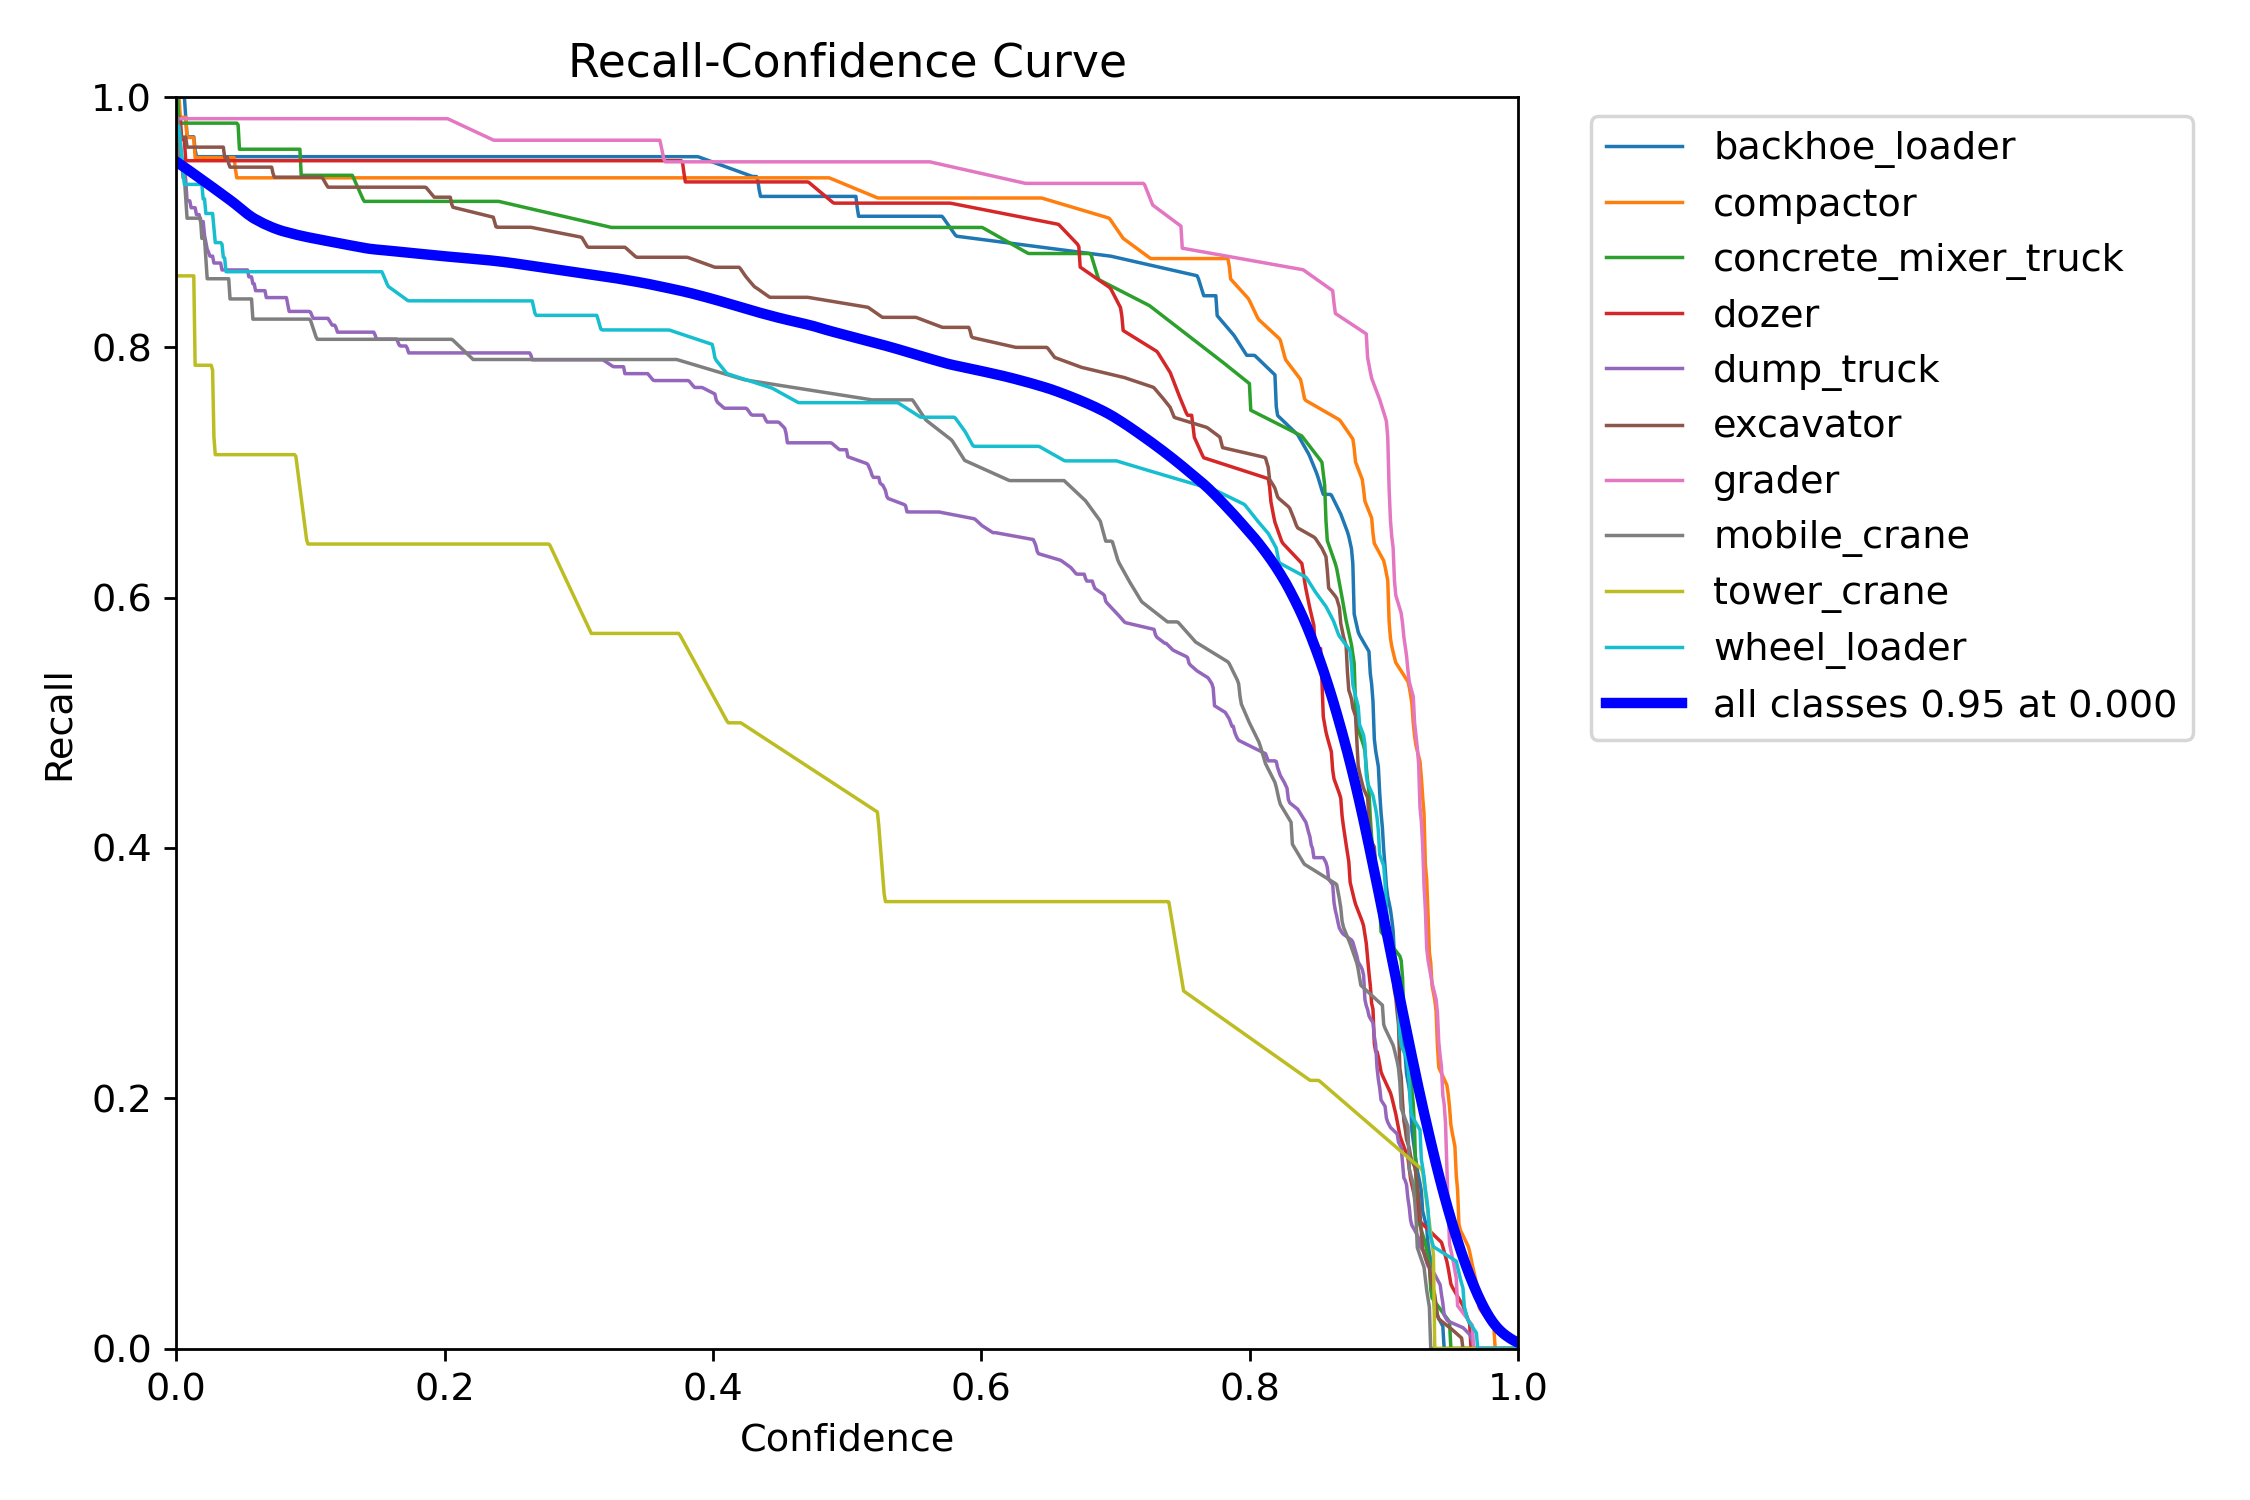 Recall-Confidence Curve
1.0
0.8
0.6
0.4
0.2
0.0
Recall
0.0 0.2 0.4 0.6 0.8 1.0
Confidence
backhoe_loader
compactor
concrete_mixer_truck
dozer
dump_truck
excavator
grader
mobile_crane
tower_crane
wheel_loader
all classes 0.95 at 0.000